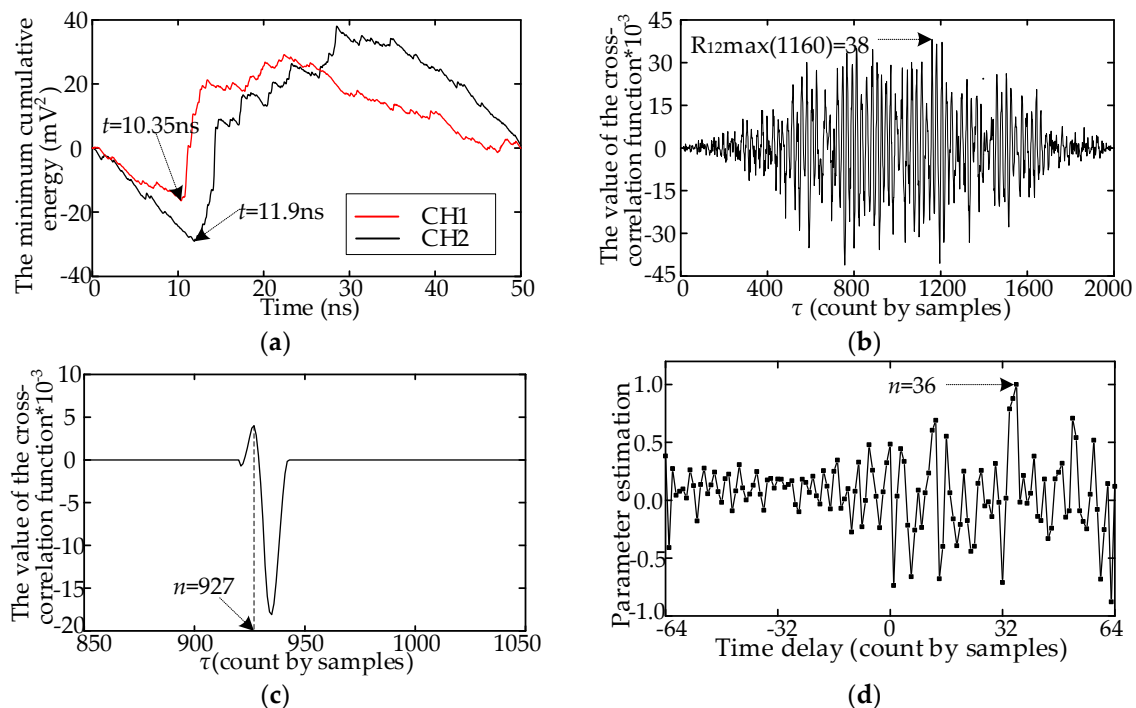 The minimum cumulative
energy (mV²)
40
20
0
-20
-40
t=10.35ns
t=11.9ns
CH1
CH2
0
10
20
30
40
50
Time (ns)
(a)
The value of the cross-
correlation function*10⁻³
45
30
15
0
-15
-30
-45
R₁₂max(1160)=38
0
400
800
1200
1600
2000
τ (count by samples)
(b)
The value of the cross-
correlation function*10⁻³
10
5
0
-5
-10
-15
-20
n=927
850
900
950
1000
1050
τ(count by samples)
(c)
Parameter estimation
1.0
0.5
0.0
-0.5
-1.0
n=36
-64
-32
0
32
64
Time delay (count by samples)
(d)